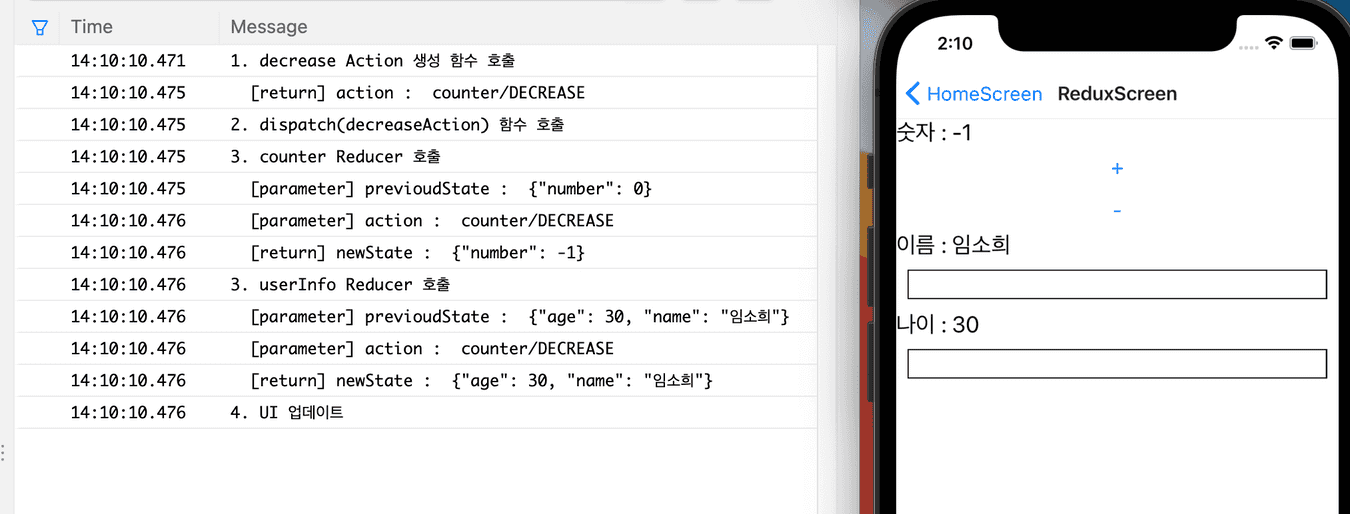 Time Message
14:10:10.471 1. decrease Action 생성 함수 호출
14:10:10.475 [return] action : counter/DECREASE
14:10:10.475 2. dispatch(decreaseAction) 함수 호출
14:10:10.475 3. counter Reducer 호출
14:10:10.475 [parameter] previoudState : {"number": 0}
14:10:10.476 [parameter] action : counter/DECREASE
14:10:10.476 [return] newState : {"number": -1}
14:10:10.476 3. userInfo Reducer 호출
14:10:10.476 [parameter] previoudState : {"age": 30, "name": "임소희"}
14:10:10.476 [parameter] action : counter/DECREASE
14:10:10.476 [return] newState : {"age": 30, "name": "임소희"}
14:10:10.476 4. UI 업데이트
2:10
HomeScreen ReduxScreen
숫자 : -1
+
-
이름 : 임소희
나이 : 30